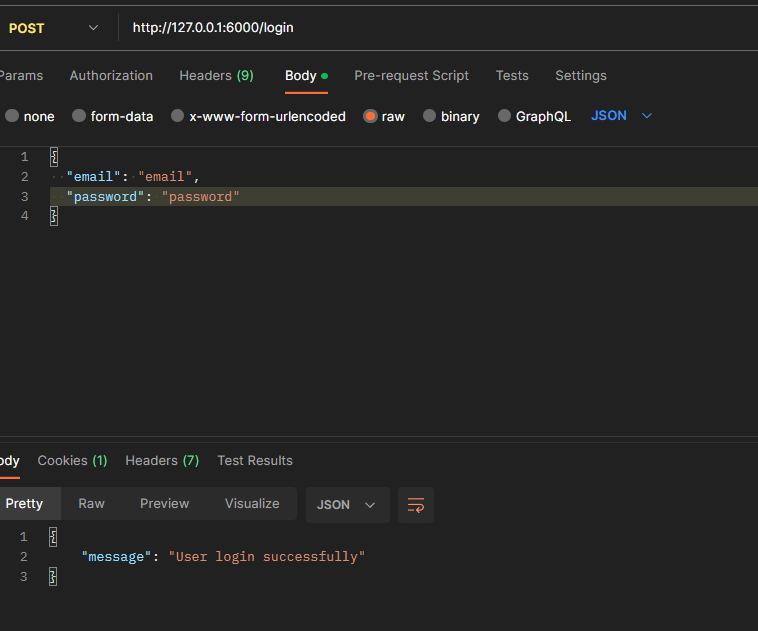 POST http://127.0.0.1:6000/login
Params Authorization Headers (9) Body Pre-request Script Tests Settings
none form-data x-www-form-urlencoded raw binary GraphQL JSON
1 {
2 "email": "email",
3 "password": "password"
4 }
ody Cookies (1) Headers (7) Test Results
Pretty Raw Preview Visualize JSON
1 {
2 "message": "User login successfully"
3 }